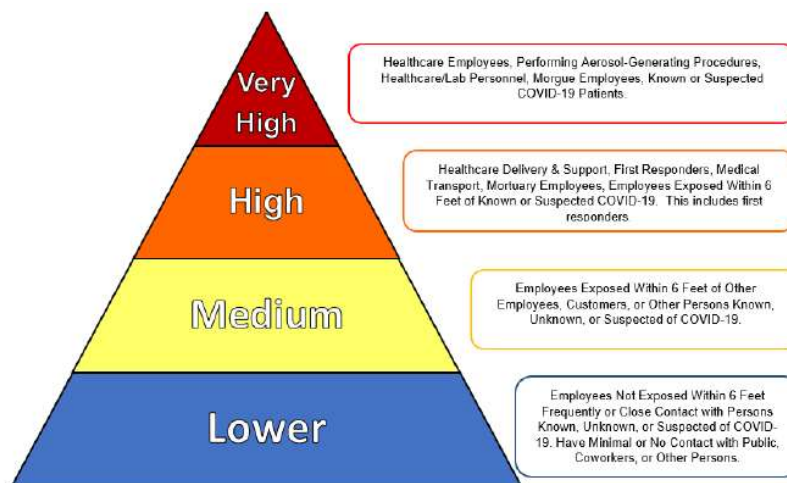 Very
High
Healthcare Employees, Performing Aerosol-Generating Procedures,
Healthcare/Lab Personnel, Morgue Employees, Known or Suspected
COVID-19 Patients.
High
Healthcare Delivery & Support, First Responders, Medical
Transport, Mortuary Employees, Employees Exposed Within 6
Feet of Known or Suspected COVID-19.  This includes first
responders
Medium
Employees Exposed Within 6 Feet of Other
Employees, Customers, or Other Persons Known,
Unknown, or Suspected of COVID-19.
Lower
Employees Not Exposed Within 6 Feet
Frequently or Close Contact with Persons
Known, Unknown, or Suspected of COVID-
19. Have Minimal or No Contact with Public,
Coworkers, or Other Persons.